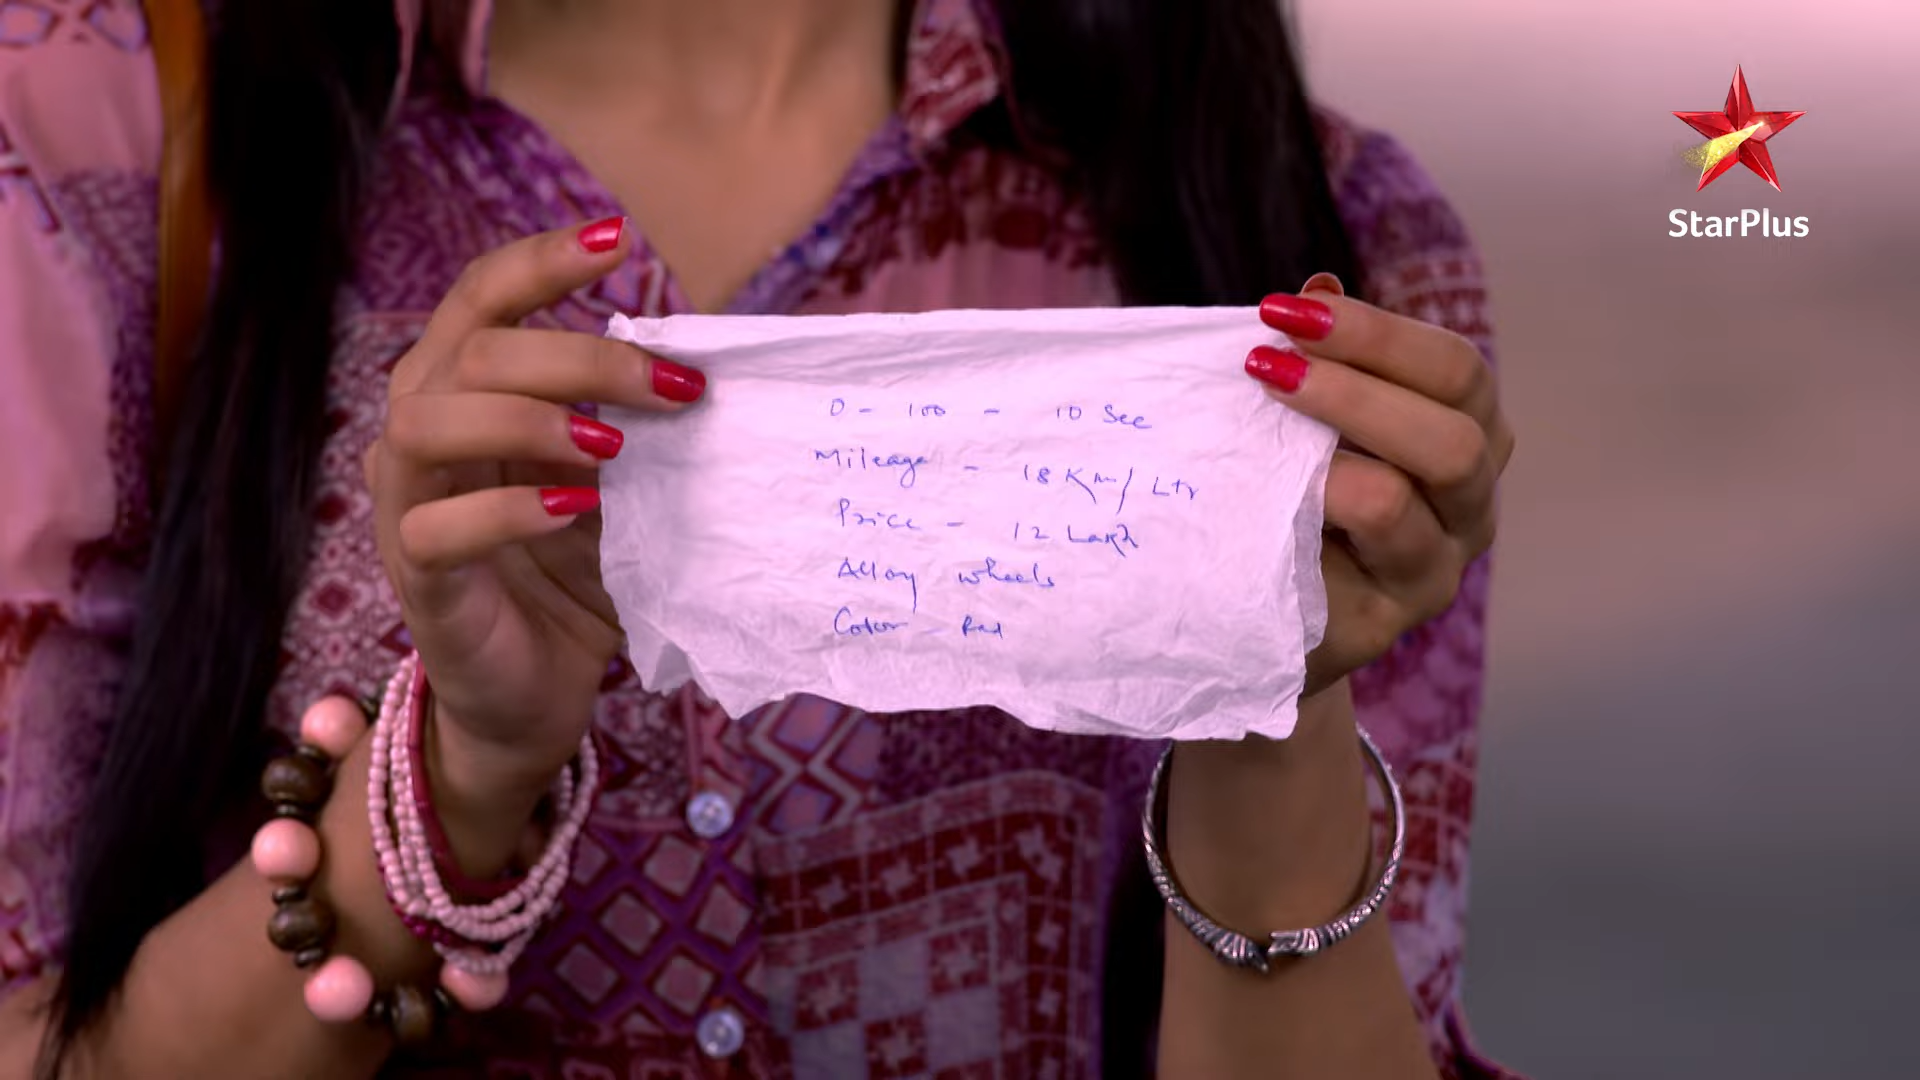 StarPlus
0 - 100 - 10 Sec
Mileage - 18 Km/Ltr
Price - 12 Lakh
Alloy wheels
Color - Red